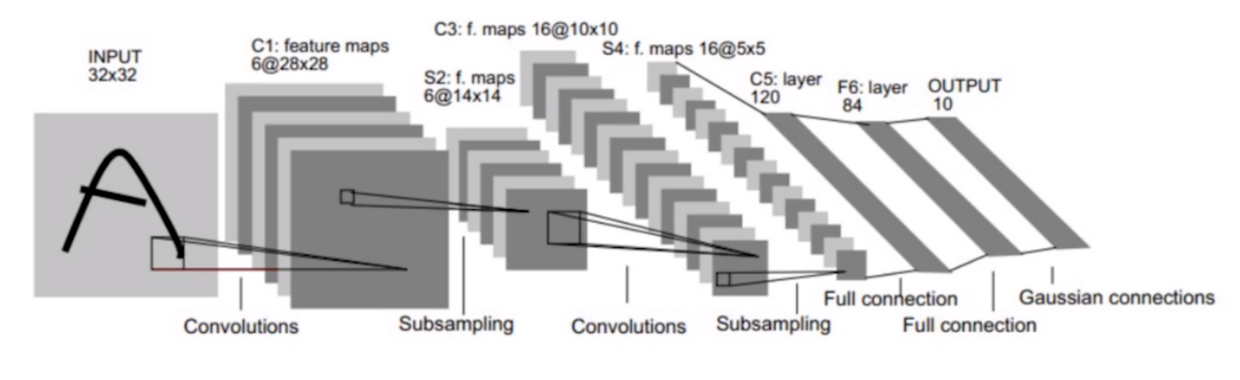 INPUT
32x32
C1: feature maps
6@28x28
S2: f. maps
6@14x14
C3: f. maps 16@10x10
S4: f. maps 16@5x5
C5: layer
120
F6: layer
84
OUTPUT
10
Convolutions
Subsampling
Convolutions
Subsampling
Full connection
Full connection
Gaussian connections
A